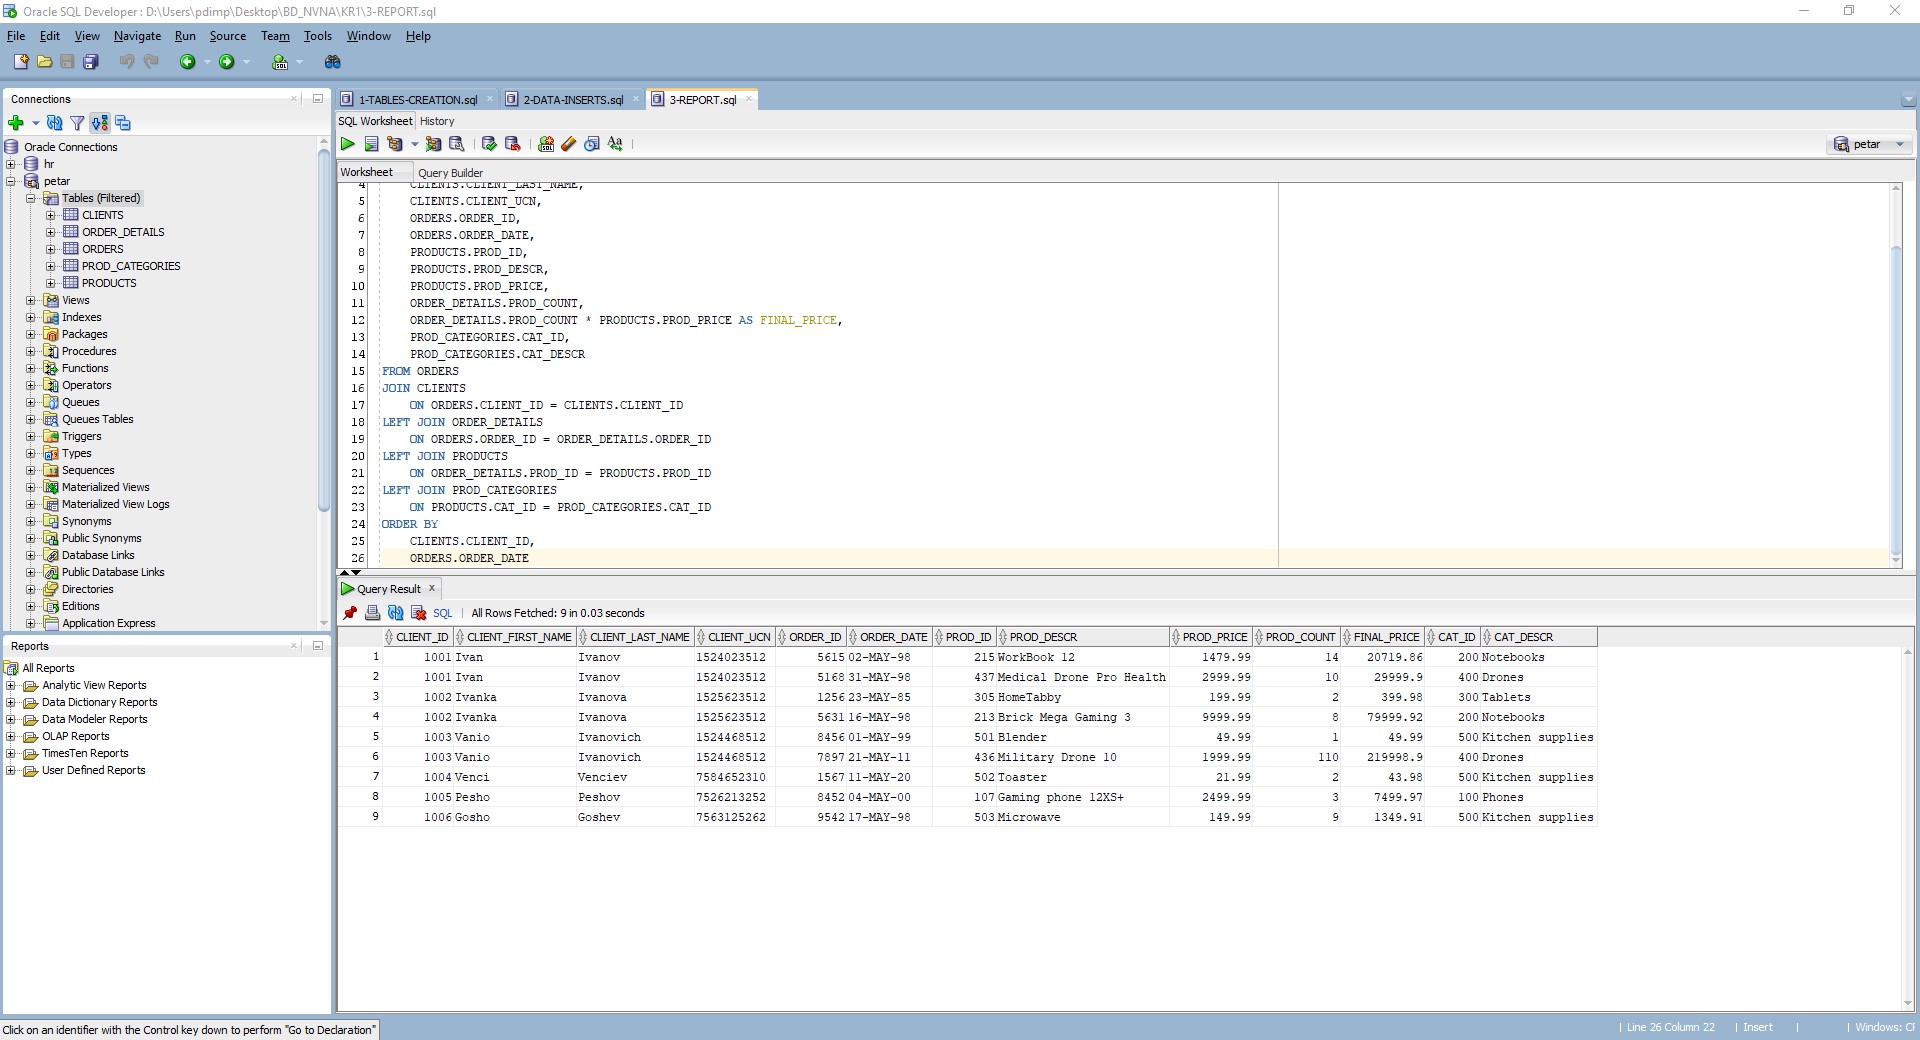 Oracle SQL Developer : D:\Users\pdimp\Desktop\BD_NVNA\KR1\3-REPORT.sql
File Edit View Navigate Run Source Team Tools Window Help
Connections
Oracle Connections
hr
petar
Tables (Filtered)
CLIENTS
ORDER_DETAILS
ORDERS
PROD_CATEGORIES
PRODUCTS
Views
Indexes
Packages
Procedures
Functions
Operators
Queues
Queues Tables
Triggers
Types
Sequences
Materialized Views
Materialized View Logs
Synonyms
Public Synonyms
Database Links
Public Database Links
Directories
Editions
Application Express
Reports
All Reports
Analytic View Reports
Data Dictionary Reports
Data Modeler Reports
OLAP Reports
TimesTen Reports
User Defined Reports
1-TABLES-CREATION.sql 2-DATA-INSERTS.sql 3-REPORT.sql
SQL Worksheet History
petar
Worksheet Query Builder
4 CLIENTS.CLIENT_LAST_NAME,
5 CLIENTS.CLIENT_UCN,
6 ORDERS.ORDER_ID,
7 ORDERS.ORDER_DATE,
8 PRODUCTS.PROD_ID,
9 PRODUCTS.PROD_DESCR,
10 PRODUCTS.PROD_PRICE,
11 ORDER_DETAILS.PROD_COUNT,
12 ORDER_DETAILS.PROD_COUNT * PRODUCTS.PROD_PRICE AS FINAL_PRICE,
13 PROD_CATEGORIES.CAT_ID,
14 PROD_CATEGORIES.CAT_DESCR
15 FROM ORDERS
16 JOIN CLIENTS
17 ON ORDERS.CLIENT_ID = CLIENTS.CLIENT_ID
18 LEFT JOIN ORDER_DETAILS
19 ON ORDERS.ORDER_ID = ORDER_DETAILS.ORDER_ID
20 LEFT JOIN PRODUCTS
21 ON ORDER_DETAILS.PROD_ID = PRODUCTS.PROD_ID
22 LEFT JOIN PROD_CATEGORIES
23 ON PRODUCTS.CAT_ID = PROD_CATEGORIES.CAT_ID
24 ORDER BY
25 CLIENTS.CLIENT_ID,
26 ORDERS.ORDER_DATE
Query Result
SQL | All Rows Fetched: 9 in 0.03 seconds
CLIENT_ID CLIENT_FIRST_NAME CLIENT_LAST_NAME CLIENT_UCN ORDER_ID ORDER_DATE PROD_ID PROD_DESCR PROD_PRICE PROD_COUNT FINAL_PRICE CAT_ID CAT_DESCR
1 1001 Ivan Ivanov 1524023512 5615 02-MAY-98 215 WorkBook 12 1479.99 14 20719.86 200 Notebooks
2 1001 Ivan Ivanov 1524023512 5168 31-MAY-98 437 Medical Drone Pro Health 2999.99 10 29999.9 400 Drones
3 1002 Ivanka Ivanova 1525623512 1256 23-MAY-85 305 HomeTabby 199.99 2 399.98 300 Tablets
4 1002 Ivanka Ivanova 1525623512 5631 16-MAY-98 213 Brick Mega Gaming 3 9999.99 8 79999.92 200 Notebooks
5 1003 Vanio Ivanovich 1524468512 8456 01-MAY-99 501 Blender 49.99 1 49.99 500 Kitchen supplies
6 1003 Vanio Ivanovich 1524468512 7897 21-MAY-11 436 Military Drone 10 1999.99 110 219998.9 400 Drones
7 1004 Venci Venciev 7584652310 1567 11-MAY-20 502 Toaster 21.99 2 43.98 500 Kitchen supplies
8 1005 Pesho Peshov 7526213252 8452 04-MAY-00 107 Gaming phone 12XS+ 2499.99 3 7499.97 100 Phones
9 1006 Gosho Goshev 7563125262 9542 17-MAY-98 503 Microwave 149.99 9 1349.91 500 Kitchen supplies
Click on an identifier with the Control key down to perform "Go to Declaration"
Line 26 Column 22 | Insert | | Windows: